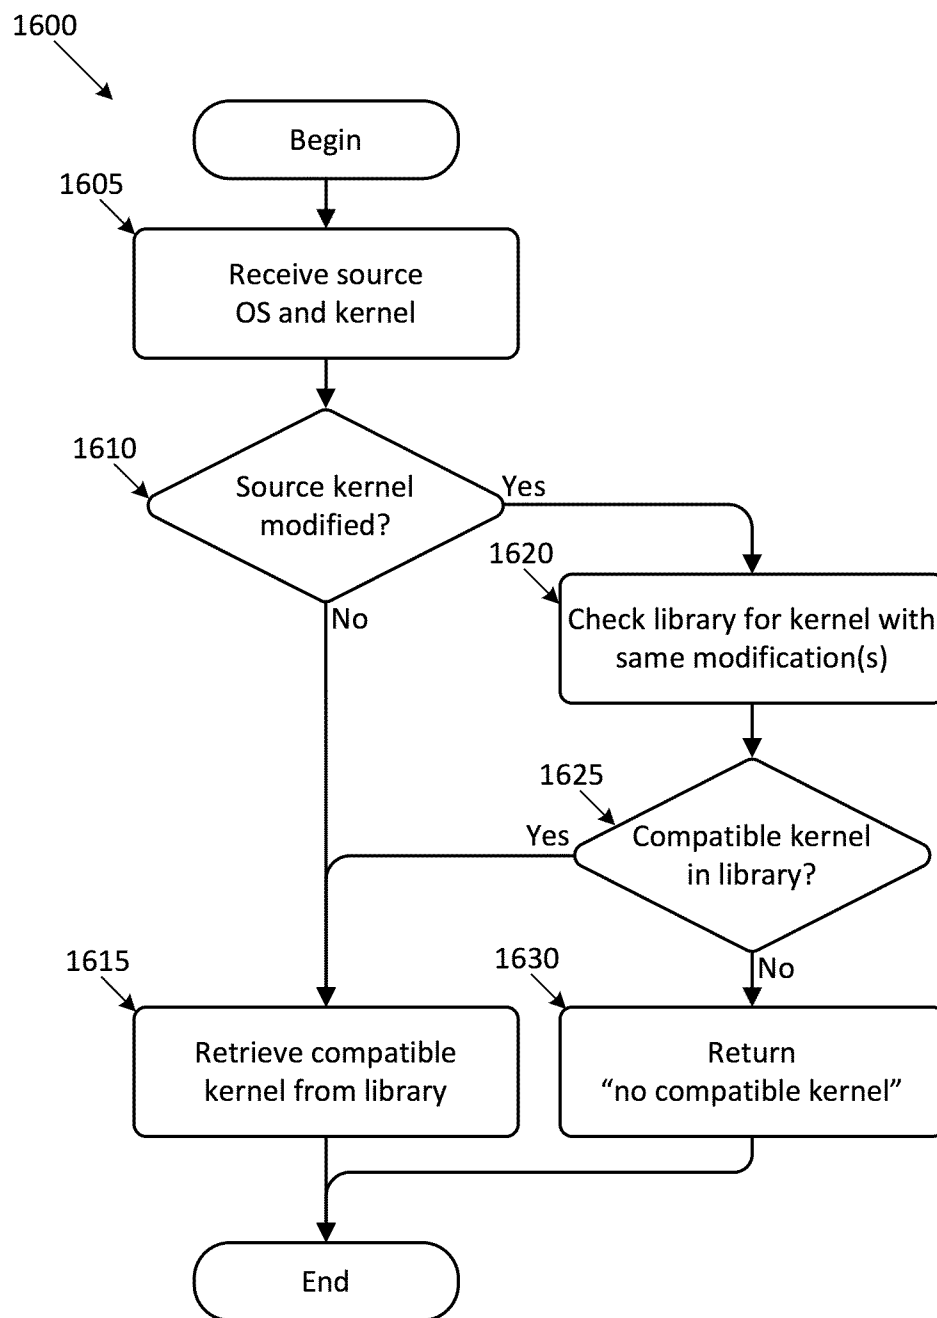 1600
Begin
1605
Receive source
OS and kernel
1610
Source kernel
modified?
Yes
No
1620
Check library for kernel with
same modification(s)
1625
Compatible kernel
in library?
Yes
No
1615
Retrieve compatible
kernel from library
1630
Return
“no compatible kernel”
End